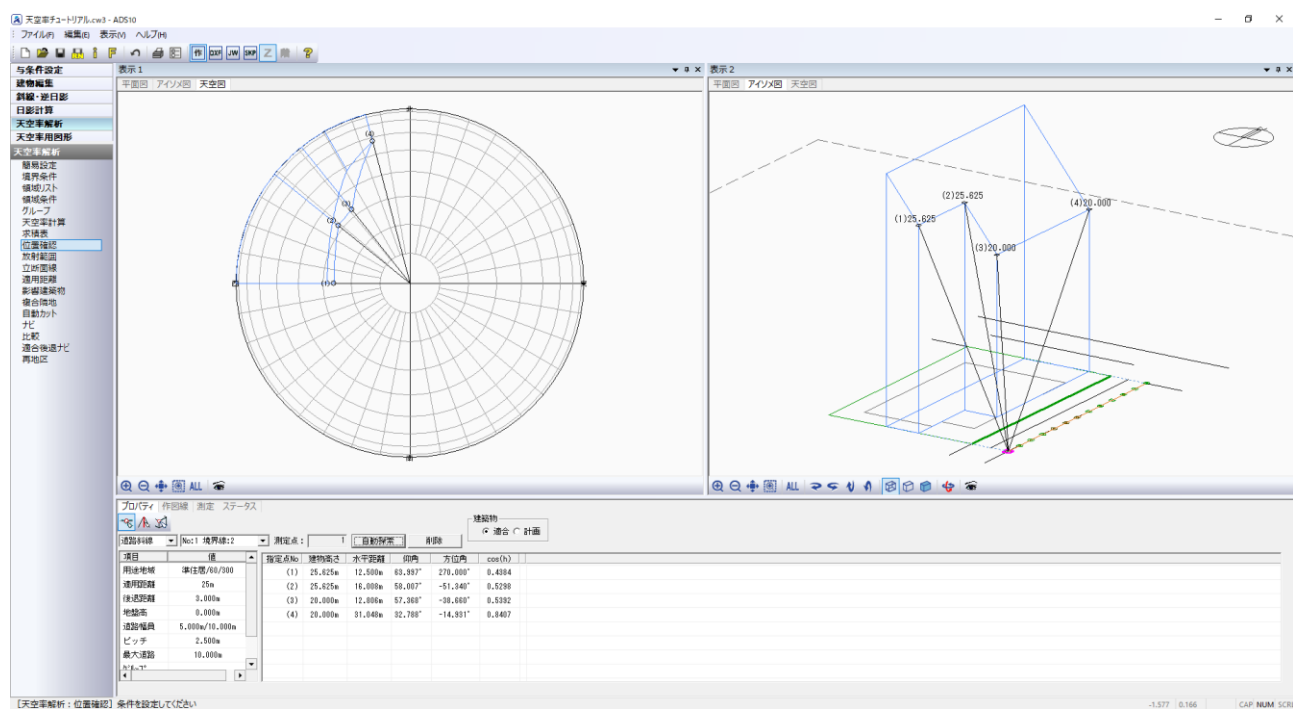 天空率チュートリアル.cw3 - ADS10
ファイル(F) 編集(E) 表示(V) ヘルプ(H)
作 DXF JW SKP Z 隣
与条件設定
建物編集
斜線・逆日影
日影計算
天空率解析
天空率用図形
天空率解析
簡易設定
境界条件
領域リスト
領域条件
グループ
天空率計算
求積表
位置確認
放射範囲
立断面線
適用距離
影響建築物
複合隣地
自動カット
ナビ
比較
適合後退ナビ
再地区
表示1
平面図 アイソメ図 天空図
北
(4)
(3)
(2)
(1)
西
東
南
ALL
表示2
平面図 アイソメ図 天空図
(2)25.625
(1)25.625
(4)20.000
(3)20.000
ALL
プロパティ 作図線 測定 ステータス
建築物
適合 計画
道路斜線 No:1 境界線:2 測定点: 1 自動探索 削除
項目 値
用途地域 準住居/60/300
適用距離 25m
後退距離 3.000m
地盤高 0.000m
道路幅員 5.000m/10.000m
ピッチ 2.500m
最大道路 10.000m
指定点No 建物高さ 水平距離 仰角 方位角 cos(h)
(1) 25.625m 12.500m 63.997° 270.000° 0.4384
(2) 25.625m 16.008m 58.007° -51.340° 0.5298
(3) 20.000m 12.806m 57.368° -38.660° 0.5392
(4) 20.000m 31.048m 32.788° -14.931° 0.8407
[天空率解析:位置確認] 条件を設定してください
-1.577 0.166 CAP NUM SCRL